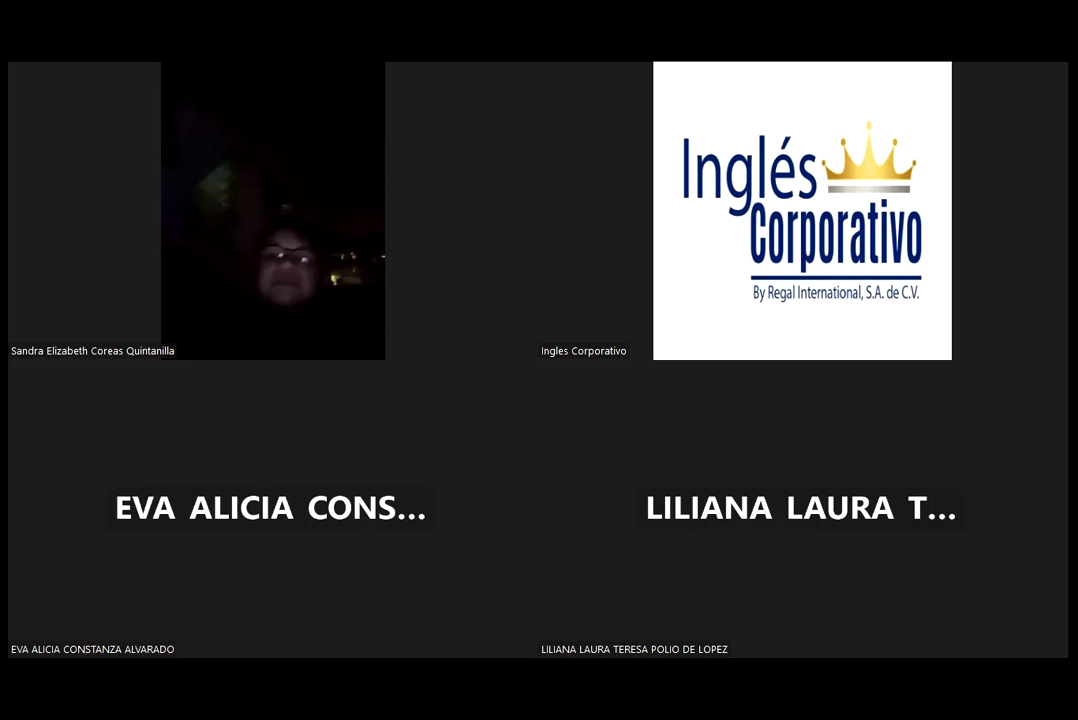 Inglés
Corporativo
By Regal International, S.A. de C.V.
Sandra Elizabeth Coreas Quintanilla
Ingles Corporativo
EVA ALICIA CONS...
LILIANA LAURA T...
EVA ALICIA CONSTANZA ALVARADO
LILIANA LAURA TERESA POLIO DE LOPEZ